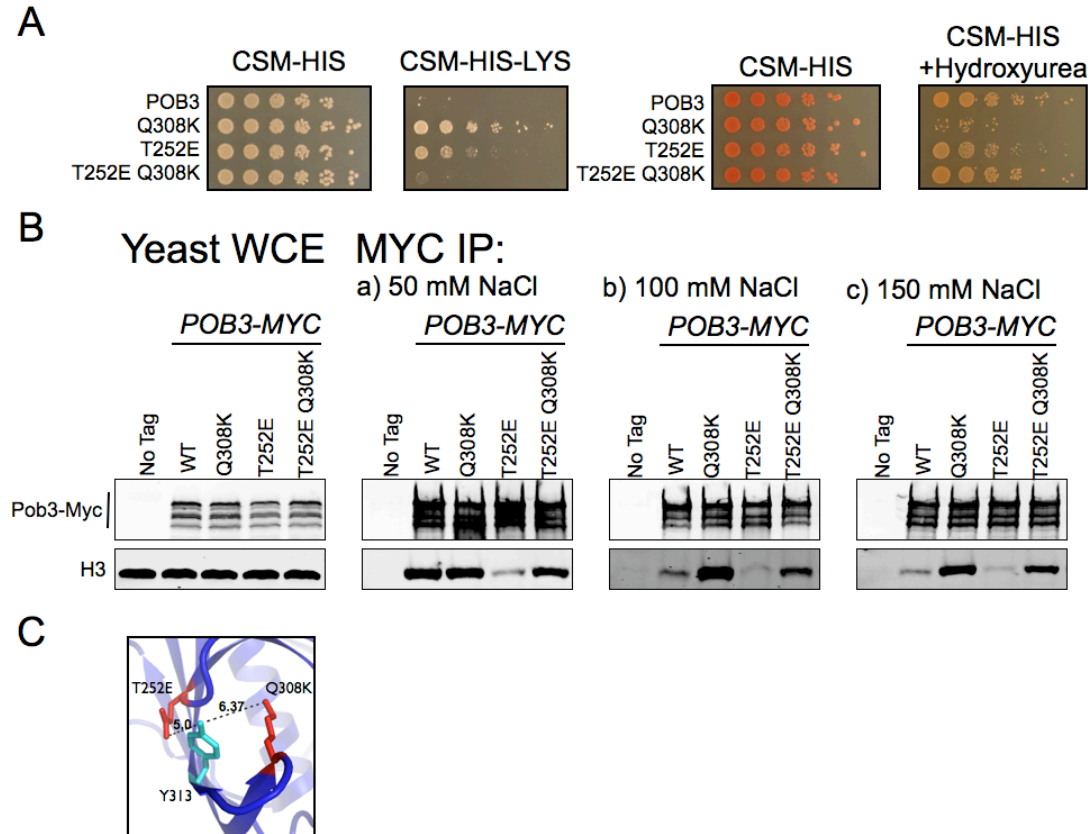 A
CSM-HIS
CSM-HIS-LYS
CSM-HIS
CSM-HIS
+Hydroxyurea
POB3
Q308K
T252E
T252E Q308K
POB3
Q308K
T252E
T252E Q308K
B
Yeast WCE
MYC IP:
a) 50 mM NaCl
b) 100 mM NaCl
c) 150 mM NaCl
POB3-MYC
POB3-MYC
POB3-MYC
POB3-MYC
No Tag
WT
Q308K
T252E
T252E Q308K
No Tag
WT
Q308K
T252E
T252E Q308K
No Tag
WT
Q308K
T252E
T252E Q308K
No Tag
WT
Q308K
T252E
T252E Q308K
Pob3-Myc
H3
C
T252E
Q308K
5.0
6.37
Y313